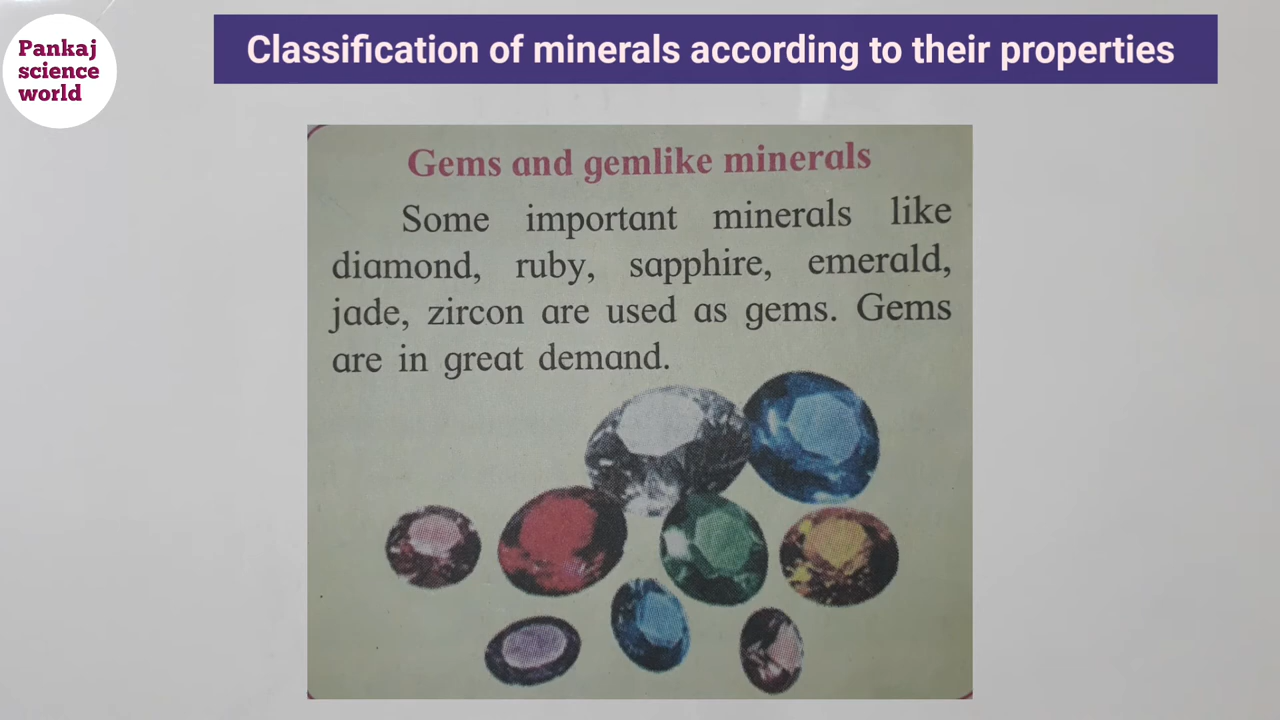 Pankaj
science
world
Classification of minerals according to their properties
Gems and gemlike minerals
Some important minerals like
diamond, ruby, sapphire, emerald,
jade, zircon are used as gems. Gems
are in great demand.